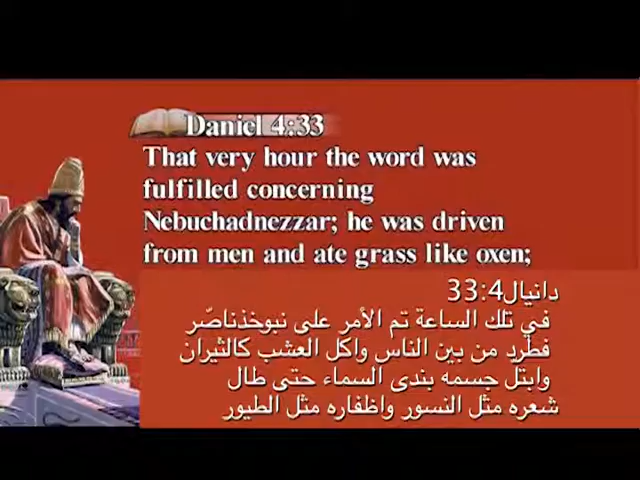 Daniel 4:33
That very hour the word was
fulfilled concerning
Nebuchadnezzar; he was driven
from men and ate grass like oxen;
دانيال33:4
في تلك الساعة تم الأمر على نبوخذناصّر
فطرد من بين الناس واكل العشب كالثيران
وابتل جسمه بندى السماء حتى طال
شعره مثل النسور واظفاره مثل الطيور